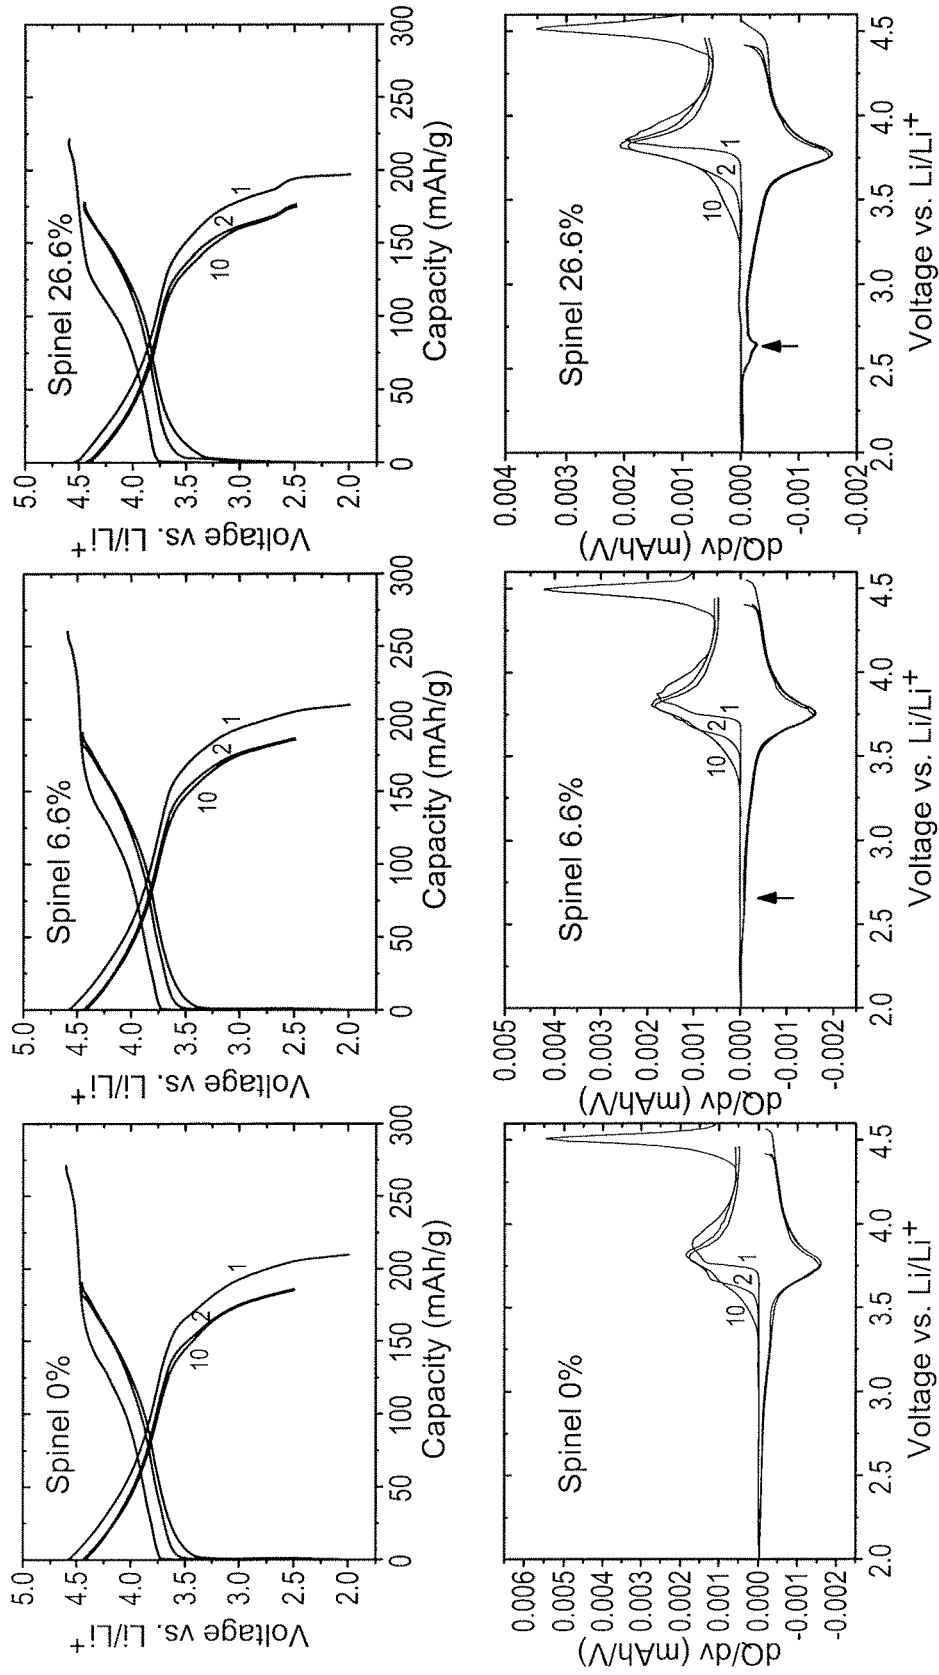 Spinel 0%
5.0
4.5
4.0
3.5
3.0
2.5
2.0
Voltage vs. Li/Li+
1
2
10
0 50 100 150 200 250 300
Capacity (mAh/g)
Spinel 6.6%
5.0
4.5
4.0
3.5
3.0
2.5
2.0
Voltage vs. Li/Li+
1
2
10
0 50 100 150 200 250 300
Capacity (mAh/g)
Spinel 26.6%
5.0
4.5
4.0
3.5
3.0
2.5
2.0
Voltage vs. Li/Li+
1
2
10
0 50 100 150 200 250 300
Capacity (mAh/g)
Spinel 0%
0.006
0.005
0.004
0.003
0.002
0.001
0.000
-0.001
-0.002
dQ/dv (mAh/V)
10 2 1
2.0 2.5 3.0 3.5 4.0 4.5
Voltage vs. Li/Li+
Spinel 6.6%
0.005
0.004
0.003
0.002
0.001
0.000
-0.001
-0.002
dQ/dv (mAh/V)
10 2 1
2.0 2.5 3.0 3.5 4.0 4.5
Voltage vs. Li/Li+
Spinel 26.6%
0.004
0.003
0.002
0.001
0.000
-0.001
-0.002
dQ/dv (mAh/V)
10 2 1
2.0 2.5 3.0 3.5 4.0 4.5
Voltage vs. Li/Li+